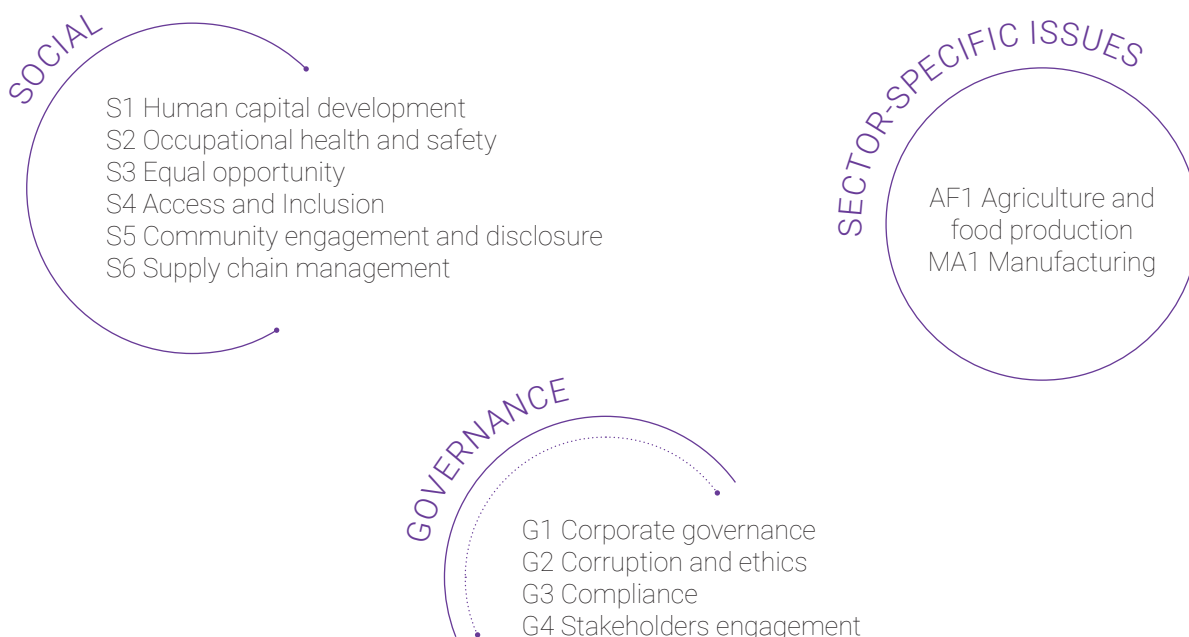 SOCIAL
S1 Human capital development
S2 Occupational health and safety
S3 Equal opportunity
S4 Access and Inclusion
S5 Community engagement and disclosure
S6 Supply chain management
SECTOR-SPECIFIC ISSUES
AF1 Agriculture and
food production
MA1 Manufacturing
GOVERNANCE
G1 Corporate governance
G2 Corruption and ethics
G3 Compliance
G4 Stakeholders engagement